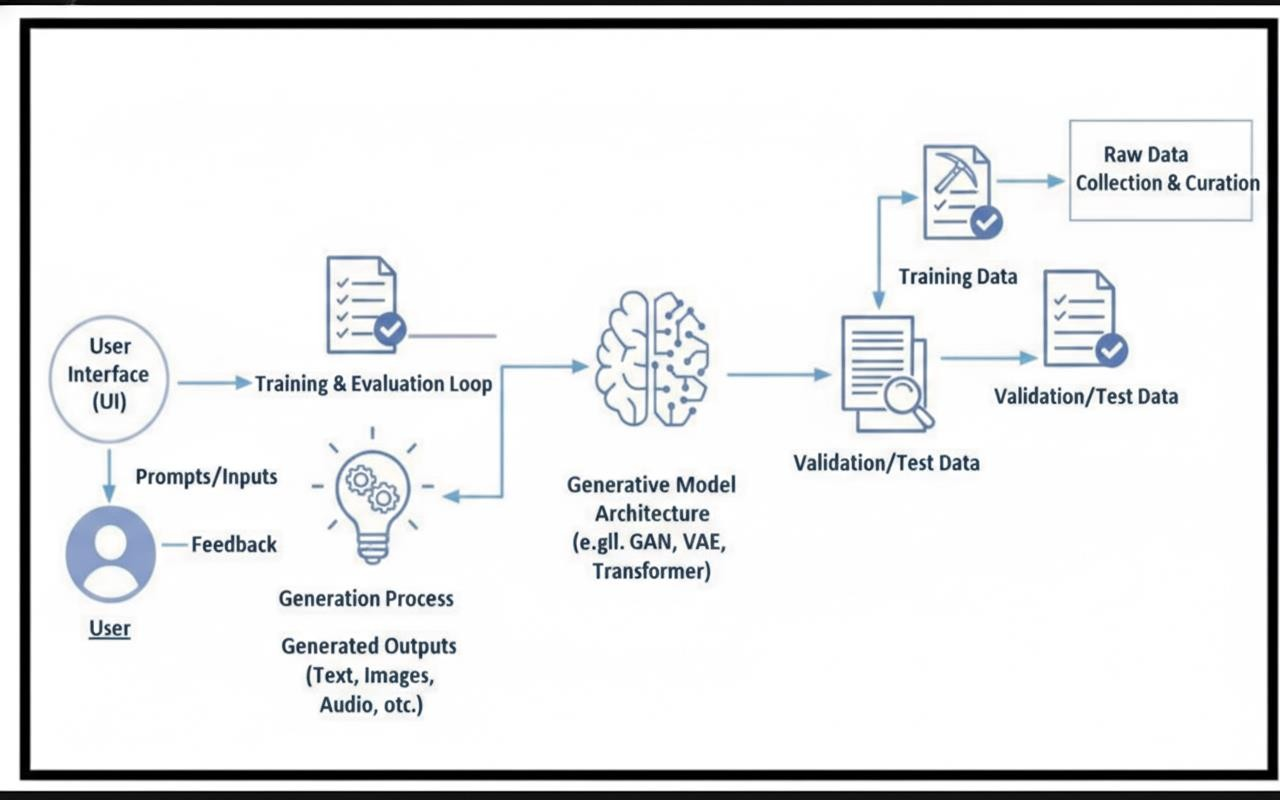 Raw Data
Collection & Curation
Training Data
User
Interface
(UI)
Training & Evaluation Loop
Validation/Test Data
Prompts/Inputs
Validation/Test Data
Feedback
Generative Model
Architecture
(e.gll. GAN, VAE,
Transformer)
User
Generation Process
Generated Outputs
(Text, Images,
Audio, otc.)